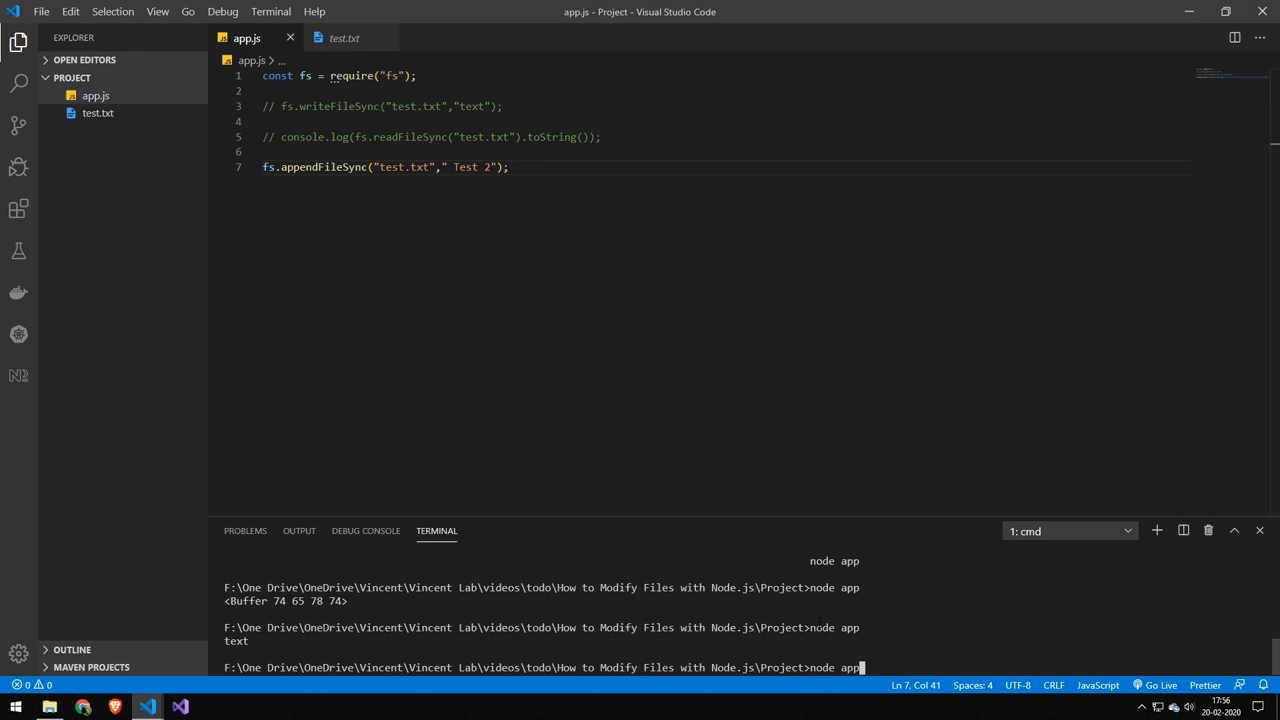 File Edit Selection View Go Debug Terminal Help
app.js - Project - Visual Studio Code
EXPLORER
OPEN EDITORS
PROJECT
JS app.js
test.txt
OUTLINE
MAVEN PROJECTS
JS app.js
test.txt
JS app.js > ...
1 const fs = require("fs");
2
3 // fs.writeFileSync("test.txt","text");
4
5 // console.log(fs.readFileSync("test.txt").toString());
6
7 fs.appendFileSync("test.txt"," Test 2");
PROBLEMS OUTPUT DEBUG CONSOLE TERMINAL
1: cmd
node app
F:\One Drive\OneDrive\Vincent\Vincent Lab\videos\todo\How to Modify Files with Node.js\Project>node app
<Buffer 74 65 78 74>
F:\One Drive\OneDrive\Vincent\Vincent Lab\videos\todo\How to Modify Files with Node.js\Project>node app
text
F:\One Drive\OneDrive\Vincent\Vincent Lab\videos\todo\How to Modify Files with Node.js\Project>node app
0 0 Ln 7, Col 41 Spaces: 4 UTF-8 CRLF JavaScript Go Live Prettier
17:56
20-02-2020